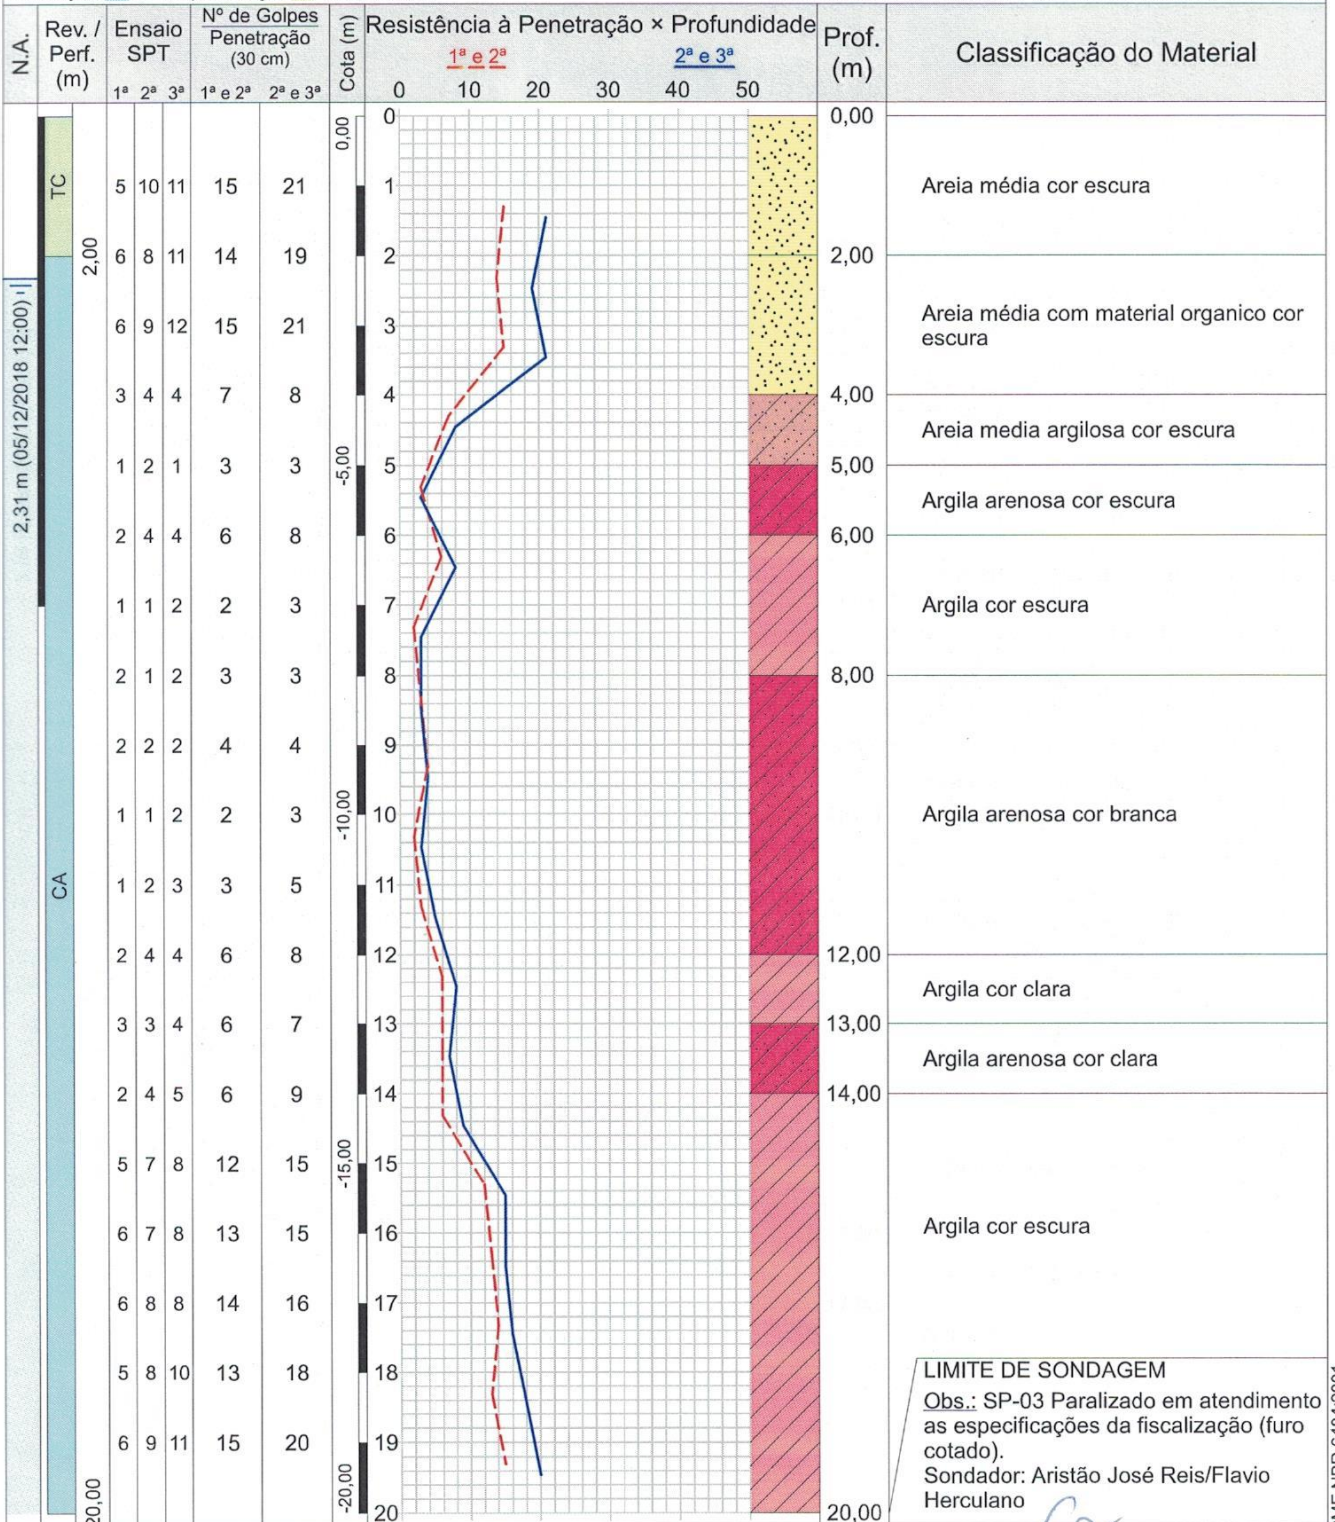 N.A.
Rev. /
Perf.
(m)
Ensaio
SPT
1ª 2ª 3ª
Nº de Golpes
Penetração
(30 cm)
1ª e 2ª 2ª e 3ª
Cota (m)
Resistência à Penetração × Profundidade
1ª e 2ª 2ª e 3ª
0 10 20 30 40 50
Prof.
(m)
Classificação do Material
2,31 m (05/12/2018 12:00)
TC
2,00
CA
20,00
5 10 11 15 21
6 8 11 14 19
6 9 12 15 21
3 4 4 7 8
1 2 1 3 3
2 4 4 6 8
1 1 2 2 3
2 1 2 3 3
2 2 2 4 4
1 1 2 2 3
1 2 3 3 5
2 4 4 6 8
3 3 4 6 7
2 4 5 6 9
5 7 8 12 15
6 7 8 13 15
6 8 8 14 16
5 8 10 13 18
6 9 11 15 20
0,00
-5,00
-10,00
-15,00
-20,00
0
1
2
3
4
5
6
7
8
9
10
11
12
13
14
15
16
17
18
19
20
0,00
Areia média cor escura
2,00
Areia média com material organico cor
escura
4,00
Areia media argilosa cor escura
5,00
Argila arenosa cor escura
6,00
Argila cor escura
8,00
Argila arenosa cor branca
12,00
Argila cor clara
13,00
Argila arenosa cor clara
14,00
Argila cor escura
LIMITE DE SONDAGEM
Obs.: SP-03 Paralizado em atendimento
as especificações da fiscalização (furo
cotado).
Sondador: Aristão José Reis/Flavio
Herculano
20,00